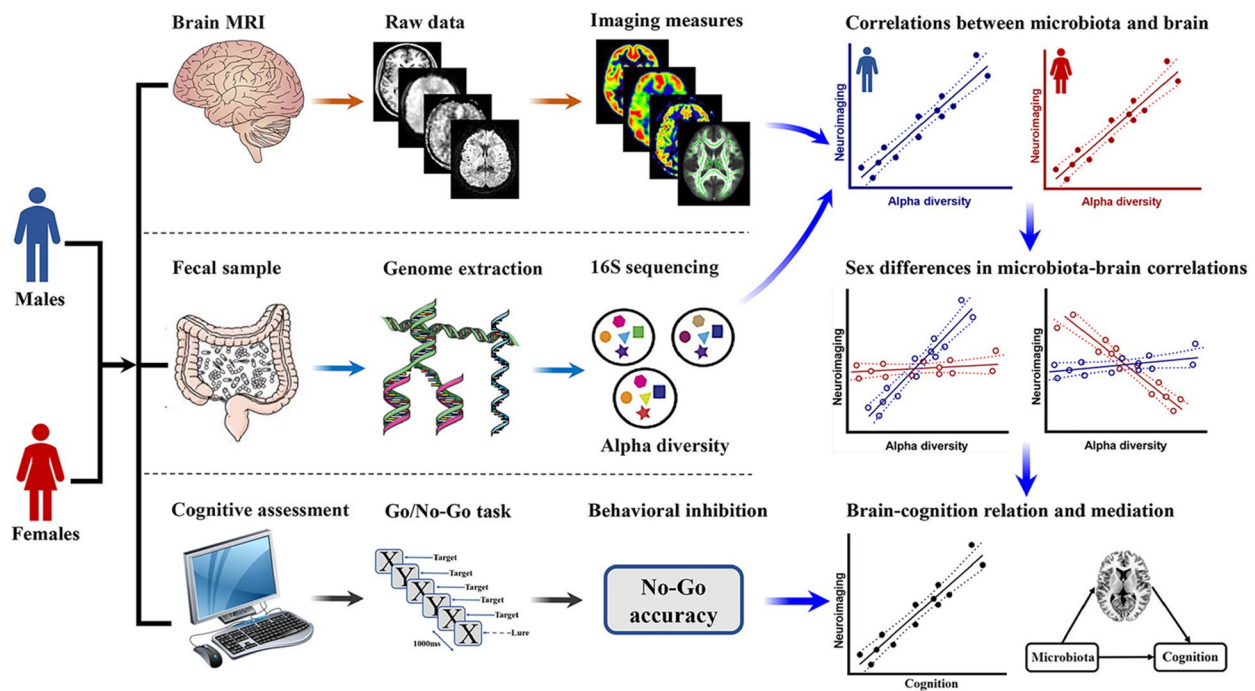 Brain MRI
Raw data
Imaging measures
Correlations between microbiota and brain
Neuroimaging
Alpha diversity
Neuroimaging
Alpha diversity
Males
Females
Fecal sample
Genome extraction
16S sequencing
Alpha diversity
Sex differences in microbiota-brain correlations
Neuroimaging
Alpha diversity
Neuroimaging
Alpha diversity
Cognitive assessment
Go/No-Go task
X
Target
Y
Target
X
Target
Y
Target
X
Target
X
Lure
1000ms
Behavioral inhibition
No-Go
accuracy
Brain-cognition relation and mediation
Neuroimaging
Cognition
Microbiota
Cognition